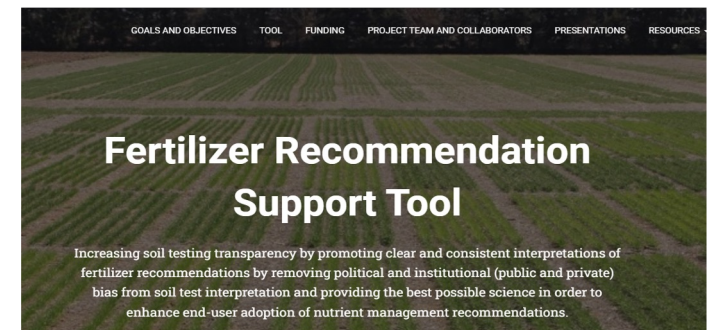 GOALS AND OBJECTIVES TOOL FUNDING PROJECT TEAM AND COLLABORATORS PRESENTATIONS RESOURCES
Fertilizer Recommendation
Support Tool
Increasing soil testing transparency by promoting clear and consistent interpretations of
fertilizer recommendations by removing political and institutional (public and private)
bias from soil test interpretation and providing the best possible science in order to
enhance end-user adoption of nutrient management recommendations.